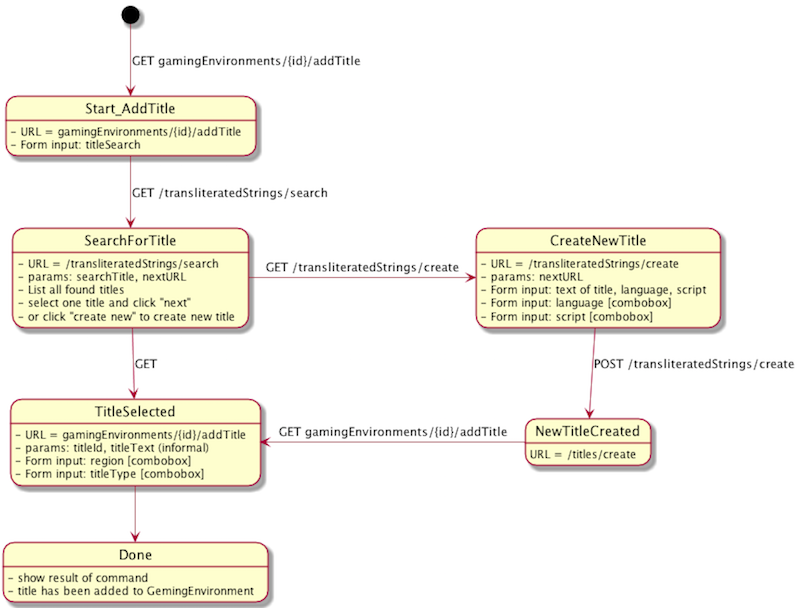 GET gamingEnvironments/{id}/addTitle
Start_AddTitle
- URL = gamingEnvironments/{id}/addTitle
- Form input: titleSearch
GET /transliteratedStrings/search
SearchForTitle
- URL = /transliteratedStrings/search
- params: searchTitle, nextURL
- List all found titles
- select one title and click "next"
- or click "create new" to create new title
GET /transliteratedStrings/create
CreateNewTitle
- URL = /transliteratedStrings/create
- params: nextURL
- Form input: text of title, language, script
- Form input: language [combobox]
- Form input: script [combobox]
GET
POST /transliteratedStrings/create
TitleSelected
- URL = gamingEnvironments/{id}/addTitle
- params: titleId, titleText (informal)
- Form input: region [combobox]
- Form input: titleType [combobox]
GET gamingEnvironments/{id}/addTitle
NewTitleCreated
URL = /titles/create
Done
- show result of command
- title has been added to GemingEnvironment